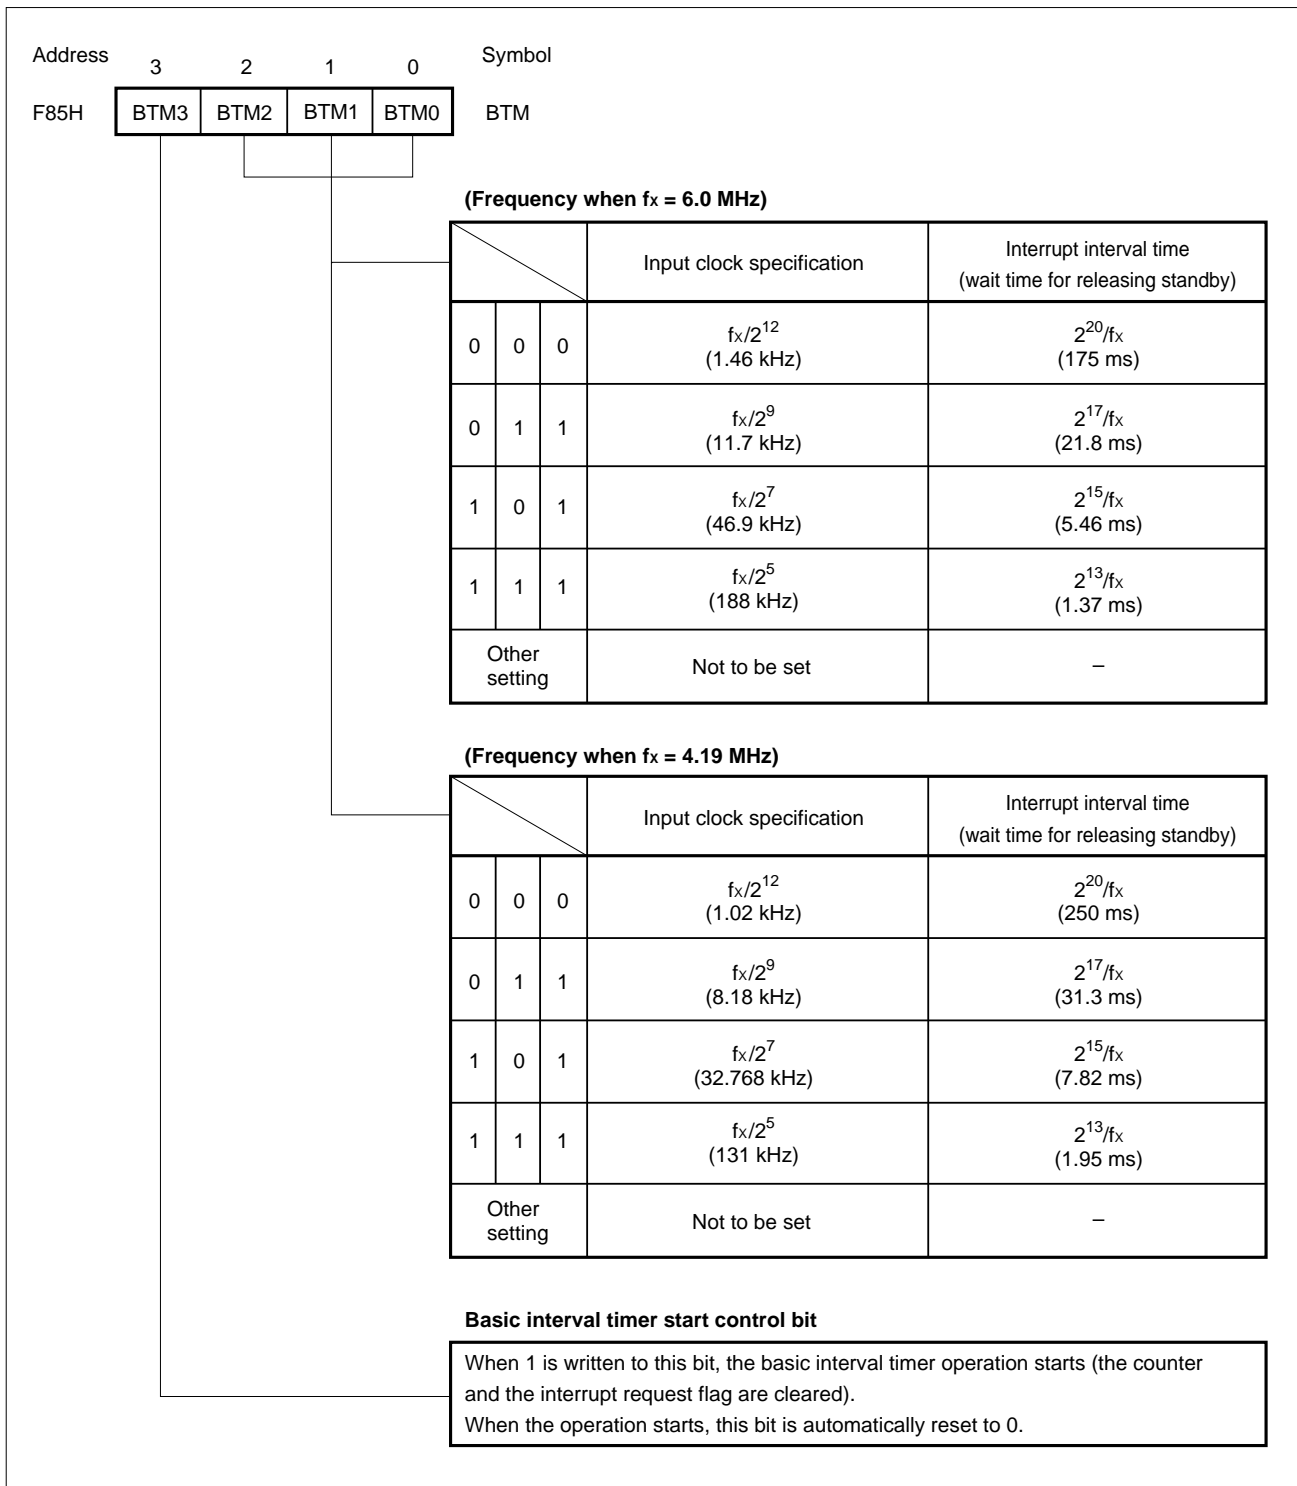 Address 3 2 1 0 Symbol
F85H BTM3 BTM2 BTM1 BTM0 BTM
(Frequency when fx = 6.0 MHz)
Input clock specification
Interrupt interval time
(wait time for releasing standby)
0 0 0
fx/2^12
(1.46 kHz)
2^20/fx
(175 ms)
0 1 1
fx/2^9
(11.7 kHz)
2^17/fx
(21.8 ms)
1 0 1
fx/2^7
(46.9 kHz)
2^15/fx
(5.46 ms)
1 1 1
fx/2^5
(188 kHz)
2^13/fx
(1.37 ms)
Other
setting
Not to be set
–
(Frequency when fx = 4.19 MHz)
Input clock specification
Interrupt interval time
(wait time for releasing standby)
0 0 0
fx/2^12
(1.02 kHz)
2^20/fx
(250 ms)
0 1 1
fx/2^9
(8.18 kHz)
2^17/fx
(31.3 ms)
1 0 1
fx/2^7
(32.768 kHz)
2^15/fx
(7.82 ms)
1 1 1
fx/2^5
(131 kHz)
2^13/fx
(1.95 ms)
Other
setting
Not to be set
–
Basic interval timer start control bit
When 1 is written to this bit, the basic interval timer operation starts (the counter
and the interrupt request flag are cleared).
When the operation starts, this bit is automatically reset to 0.